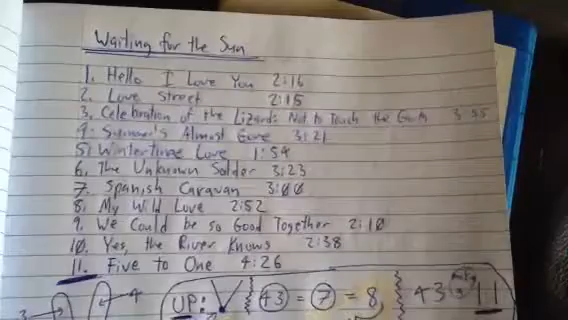 Waiting for the Sun
1. Hello I Love You 2:16
2. Love Street 2:15
3. Celebration of the Lizard: Not to Touch the Earth 3:55
4. Summer's Almost Gone 3:21
5. Wintertime Love 1:54
6. The Unknown Solder 3:23
7. Spanish Caravan 3:00
8. My Wild Love 2:52
9. We Could be so Good Together 2:10
10. Yes, the River Knows 2:38
11. Five to One 4:26
3 4 UP: 43 = 7 = 8 43 11